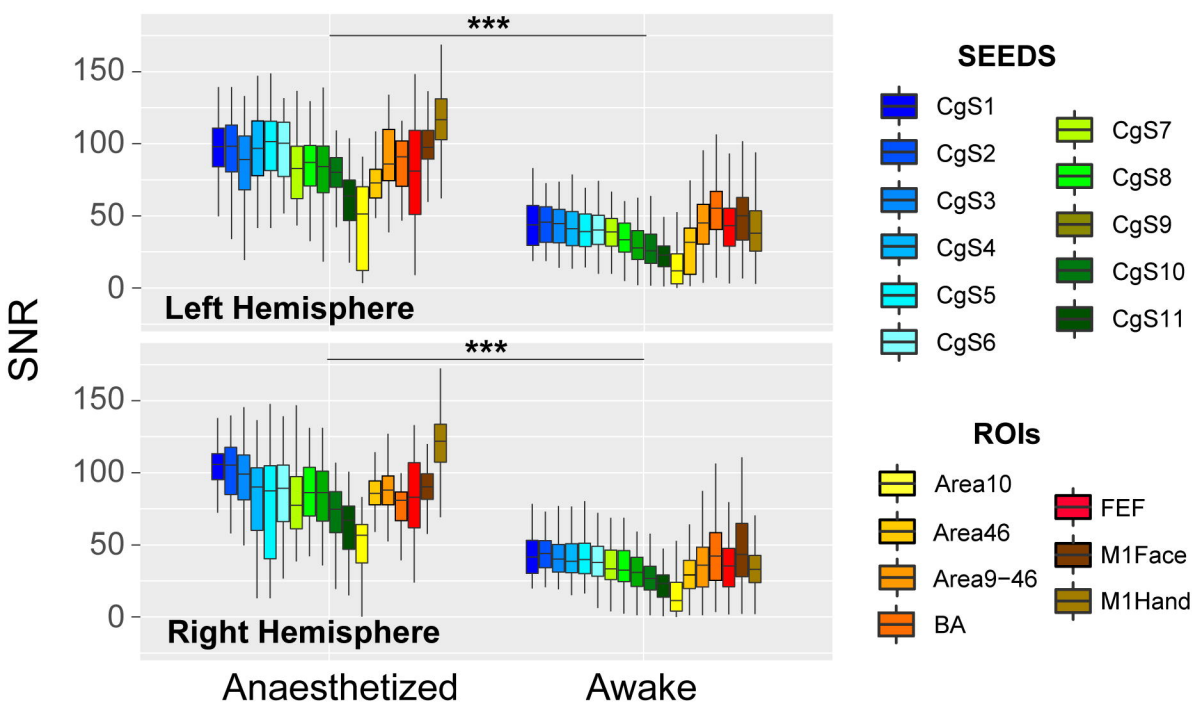 ***
150
100
50
0
Left Hemisphere
SNR
***
150
100
50
0
Right Hemisphere
Anaesthetized
Awake
SEEDS
CgS1
CgS2
CgS3
CgS4
CgS5
CgS6
CgS7
CgS8
CgS9
CgS10
CgS11
ROIs
Area10
Area46
Area9-46
BA
FEF
M1Face
M1Hand